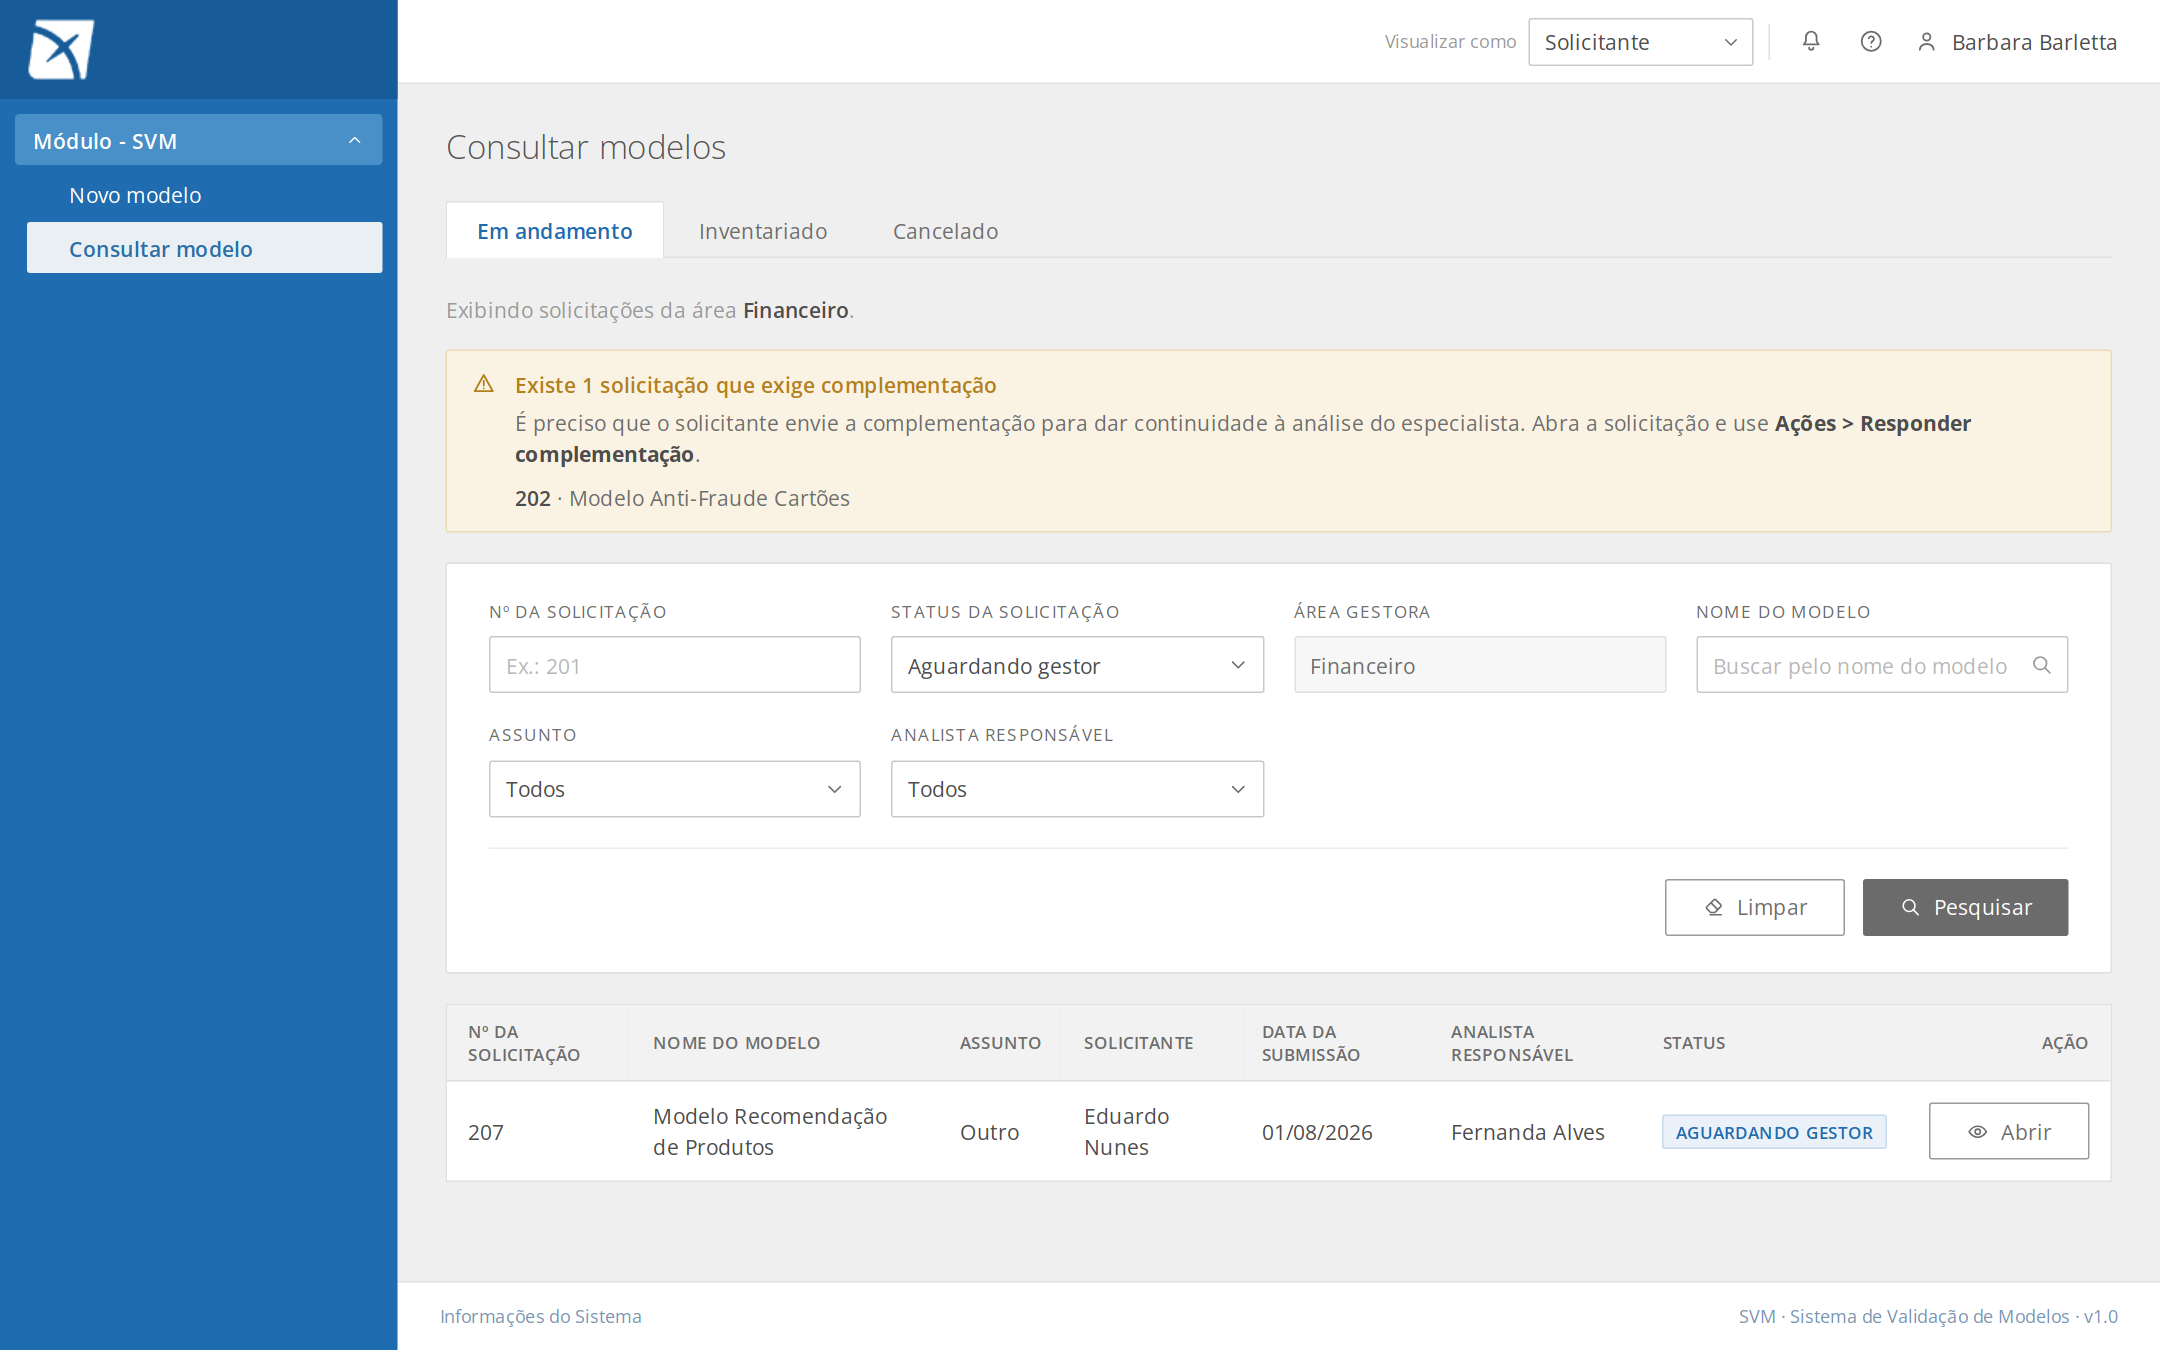 Visualizar como
Solicitante
Barbara Barletta
Módulo - SVM
Novo modelo
Consultar modelo
Consultar modelos
Em andamento
Inventariado
Cancelado
Exibindo solicitações da área Financeiro.
Existe 1 solicitação que exige complementação
É preciso que o solicitante envie a complementação para dar continuidade à análise do especialista. Abra a solicitação e use Ações > Responder
complementação.
202 · Modelo Anti-Fraude Cartões
Nº DA SOLICITAÇÃO
STATUS DA SOLICITAÇÃO
ÁREA GESTORA
NOME DO MODELO
Ex.: 201
Aguardando gestor
Financeiro
Buscar pelo nome do modelo
ASSUNTO
ANALISTA RESPONSÁVEL
Todos
Todos
Limpar
Pesquisar
Nº DA
SOLICITAÇÃO
NOME DO MODELO
ASSUNTO
SOLICITANTE
DATA DA
SUBMISSÃO
ANALISTA
RESPONSÁVEL
STATUS
AÇÃO
207
Modelo Recomendação
de Produtos
Outro
Eduardo
Nunes
01/08/2026
Fernanda Alves
AGUARDANDO GESTOR
Abrir
Informações do Sistema
SVM · Sistema de Validação de Modelos · v1.0